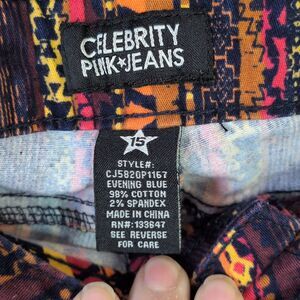 CELEBRITY
PINK★JEANS
15
STYLE#:
CJ5820P1167
EVENING BLUE
98% COTTON
2% SPANDEX
MADE IN CHINA
RN#:133647
SEE REVERSE
FOR CARE